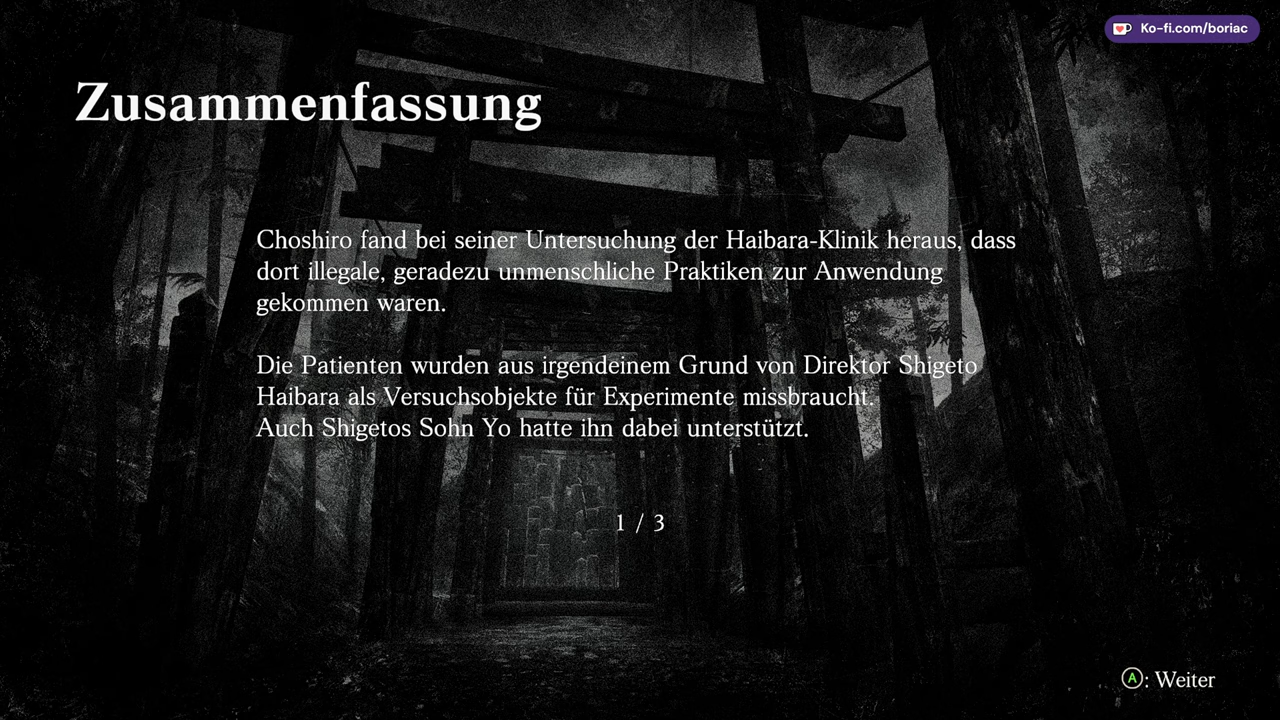 Ko-fi.com/boriac
Zusammenfassung
Choshiro fand bei seiner Untersuchung der Haibara-Klinik heraus, dass
dort illegale, geradezu unmenschliche Praktiken zur Anwendung
gekommen waren.
Die Patienten wurden aus irgendeinem Grund von Direktor Shigeto
Haibara als Versuchsobjekte für Experimente missbraucht.
Auch Shigetos Sohn Yo hatte ihn dabei unterstützt.
1 / 3
A: Weiter